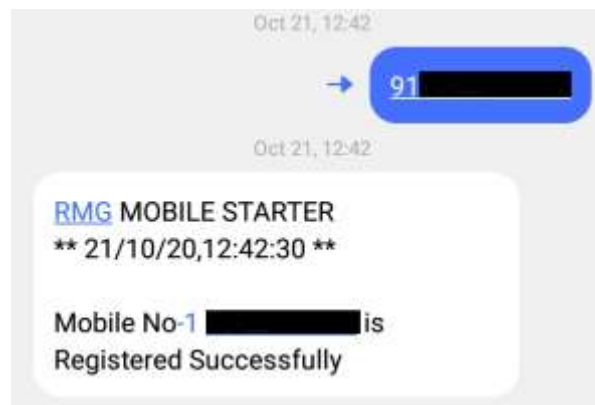 Oct 21, 12:42
→ 91
Oct 21, 12:42
RMG MOBILE STARTER
** 21/10/20,12:42:30 **
Mobile No-1 is
Registered Successfully